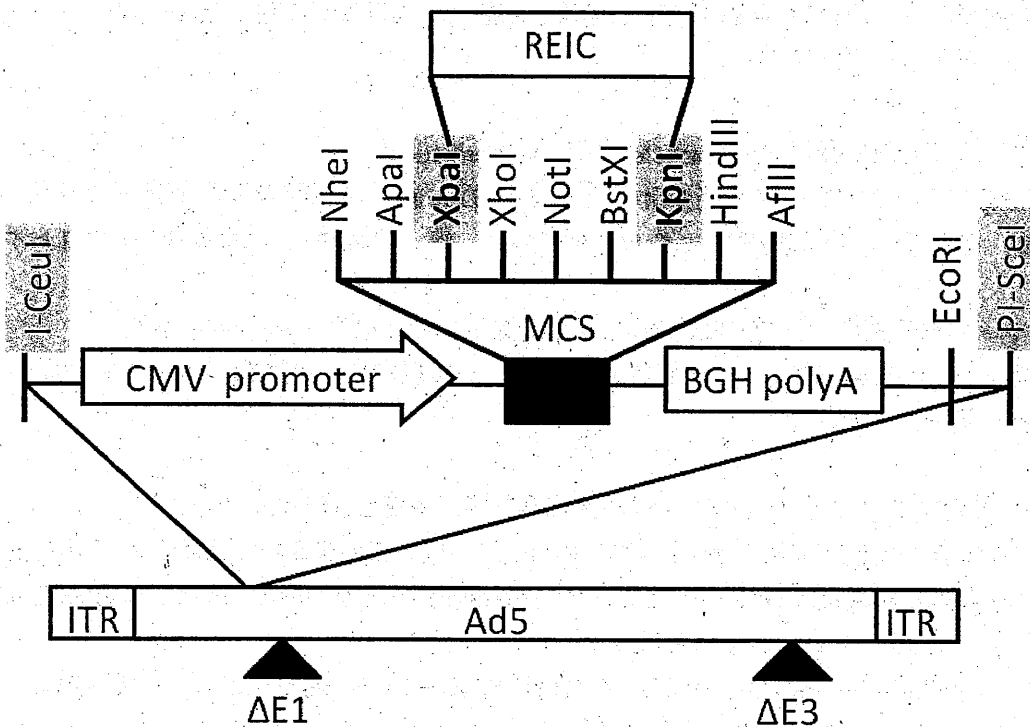 REIC
NheI
ApaI
XbaI
XhoI
NotI
BstXI
KpnI
HindIII
AflII
I-CeuI
EcoRI
PI-SceI
MCS
CMV promoter
BGH polyA
ITR
Ad5
ITR
ΔE1
ΔE3